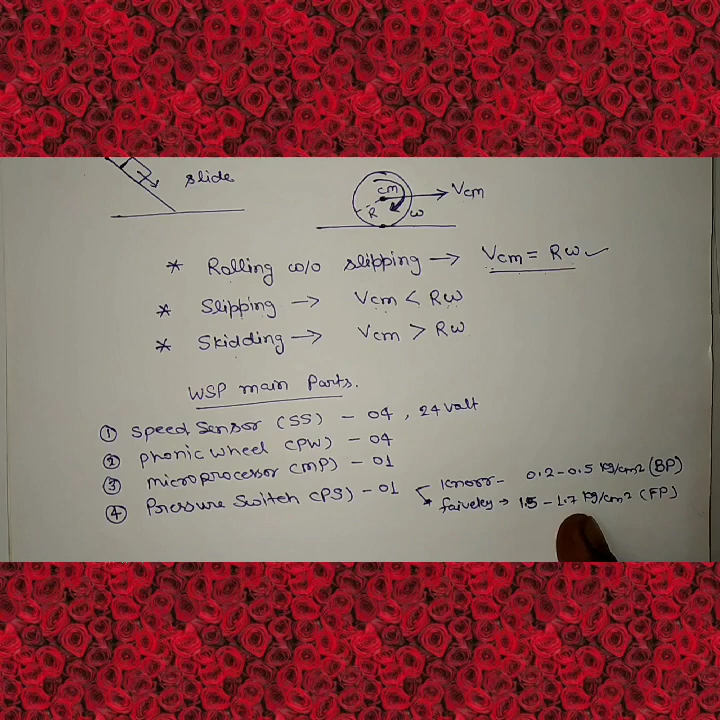 slide
cm
Vcm
R
ω
* Rolling w/o slipping → Vcm = Rω ✓
* Slipping → Vcm < Rω
* Skidding → Vcm > Rω
WSP main Parts.
① Speed Sensor (SS) - 04 , 24 Valt
② phonic wheel (PW) - 04
③ microprocessor (MP) - 01
④ Pressure Switch (PS) - 01
Knorr - 0.2 - 0.5 kg/cm2 (BP)
* faiveley → 1.5 - 1.7 kg/cm2 (FP)